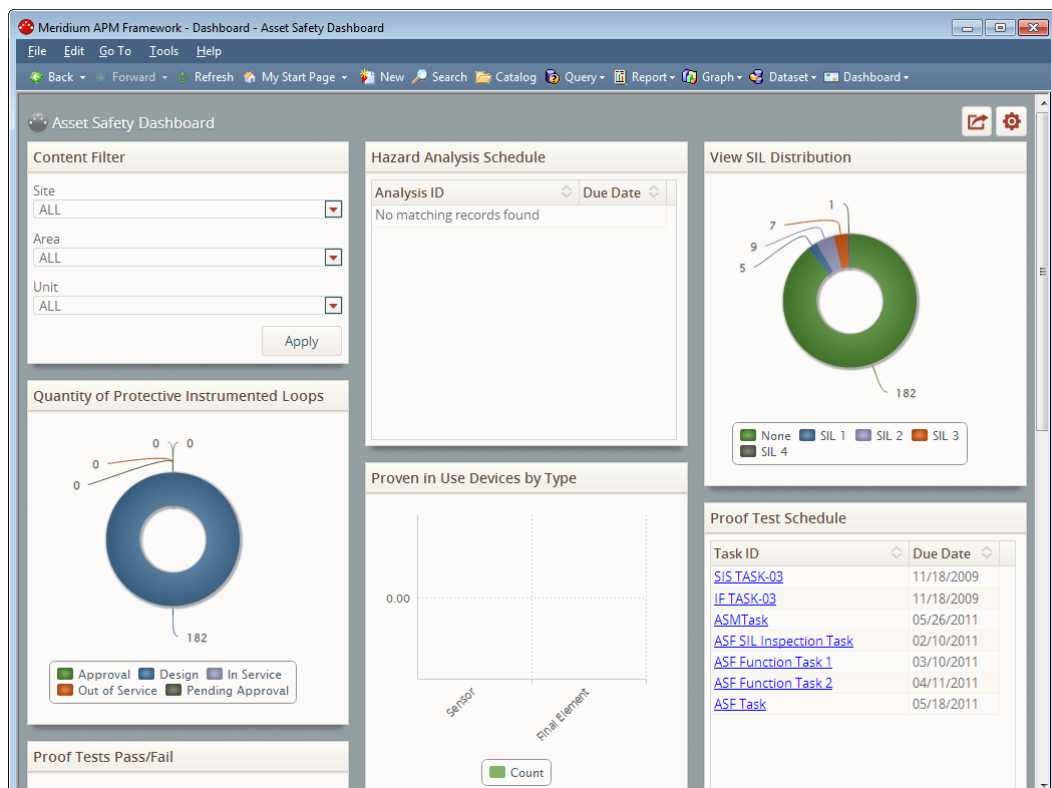 Meridium APM Framework - Dashboard - Asset Safety Dashboard
File Edit Go To Tools Help
Back Forward Refresh My Start Page New Search Catalog Query Report Graph Dataset Dashboard
Asset Safety Dashboard
Content Filter
Site
ALL
Area
ALL
Unit
ALL
Apply
Quantity of Protective Instrumented Loops
0 0
0
0
182
Approval Design In Service
Out of Service Pending Approval
Proof Tests Pass/Fail
Hazard Analysis Schedule
Analysis ID Due Date
No matching records found
Proven in Use Devices by Type
0.00
Sensor
Final Element
Count
View SIL Distribution
1
7
9
5
182
None SIL 1 SIL 2 SIL 3
SIL 4
Proof Test Schedule
Task ID Due Date
SIS TASK-03 11/18/2009
IF TASK-03 11/18/2009
ASMTask 05/26/2011
ASF SIL Inspection Task 02/10/2011
ASF Function Task 1 03/10/2011
ASF Function Task 2 04/11/2011
ASF Task 05/18/2011